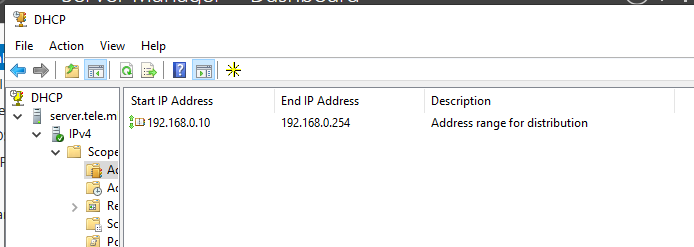 Server Manager Dashboard
DHCP
File Action View Help
DHCP
server.tele.m
IPv4
Scope
Start IP Address End IP Address Description
192.168.0.10 192.168.0.254 Address range for distribution
Ad
Ad
Re
Sc
Po